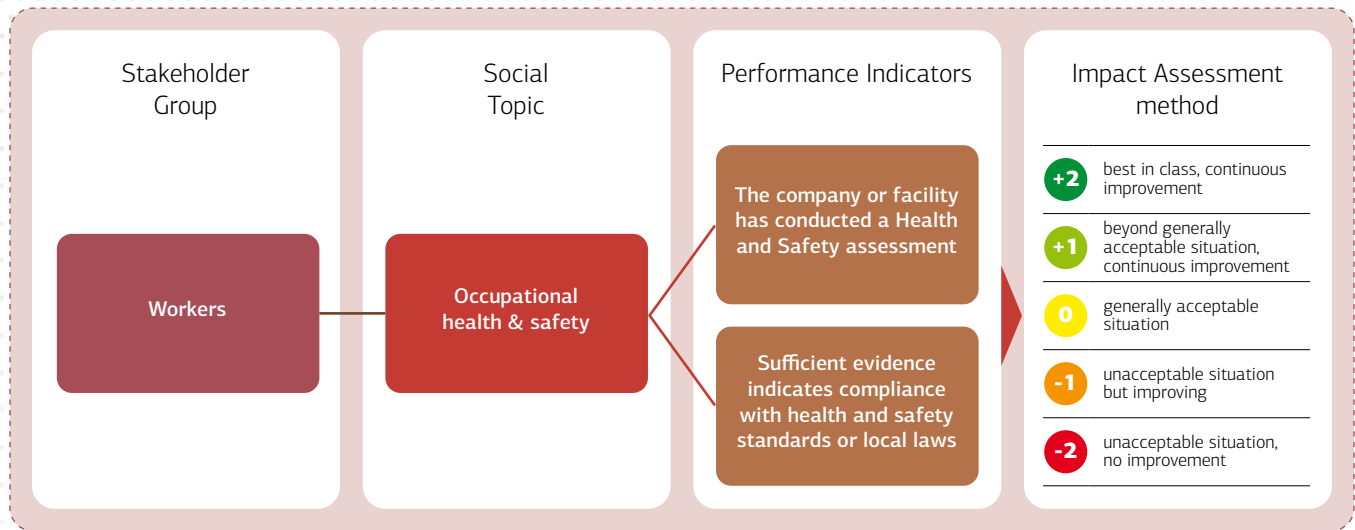 Stakeholder
Group
Workers
Social
Topic
Occupational
health & safety
Performance Indicators
The company or facility
has conducted a Health
and Safety assessment
Sufficient evidence
indicates compliance
with health and safety
standards or local laws
Impact Assessment
method
+2
best in class, continuous
improvement
+1
beyond generally
acceptable situation,
continuous improvement
0
generally acceptable
situation
-1
unacceptable situation
but improving
-2
unacceptable situation,
no improvement